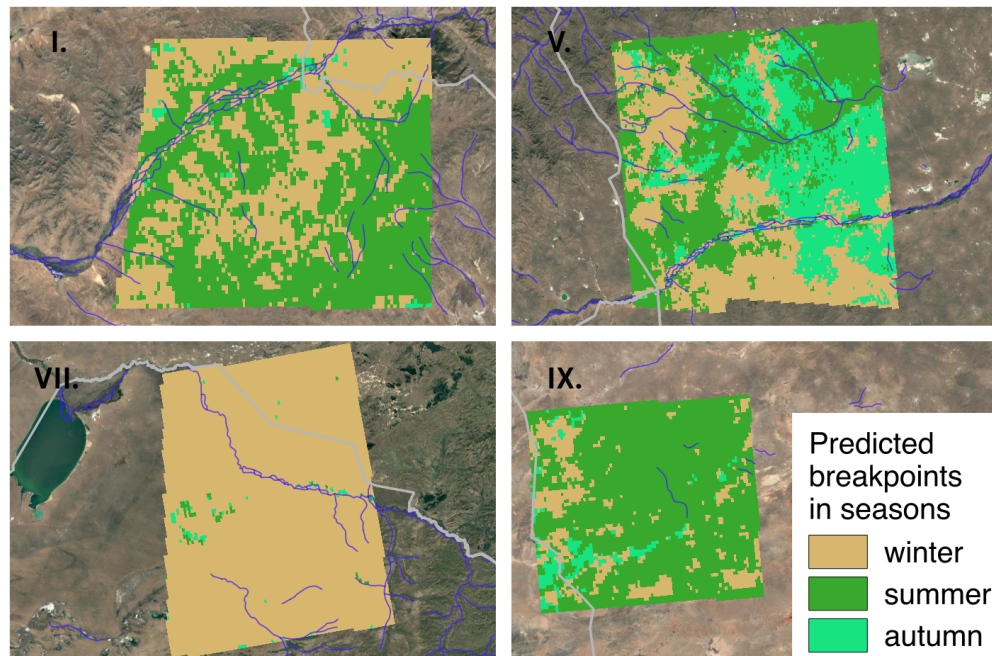 I.
V.
VII.
IX.
Predicted
breakpoints
in seasons
winter
summer
autumn